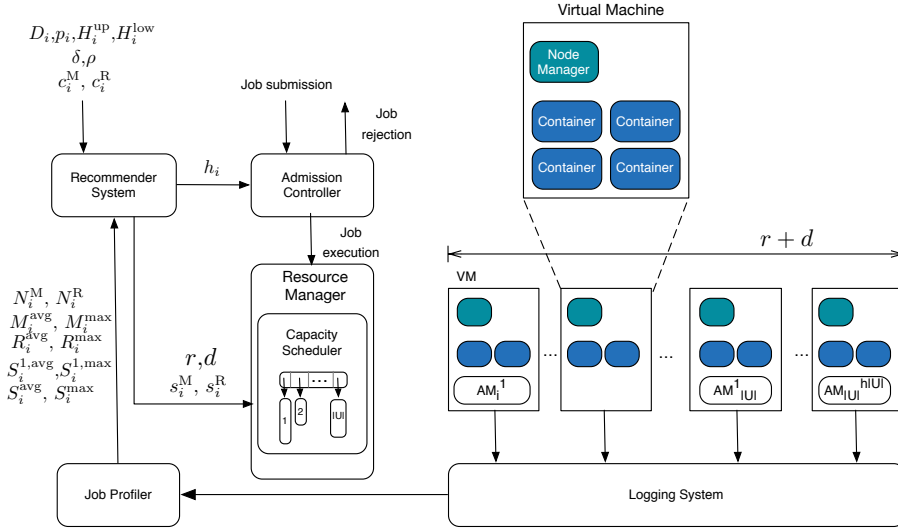 Virtual Machine
Node
Manager
Container
Container
Container
Container
D_i,p_i,H_i^up,H_i^low
δ,ρ
c_i^M, c_i^R
Job submission
Job
rejection
Recommender
System
h_i
Admission
Controller
Job
execution
r + d
VM
Resource
Manager
Capacity
Scheduler
...
1
2
|U|
N_i^M, N_i^R
M_i^avg, M_i^max
R_i^avg, R_i^max
S_i^1,avg,S_i^1,max
S_i^avg, S_i^max
r,d
s_i^M, s_i^R
...
...
...
AM_i^1
AM^1_|U|
AM_|U|^h|U|
Job Profiler
Logging System